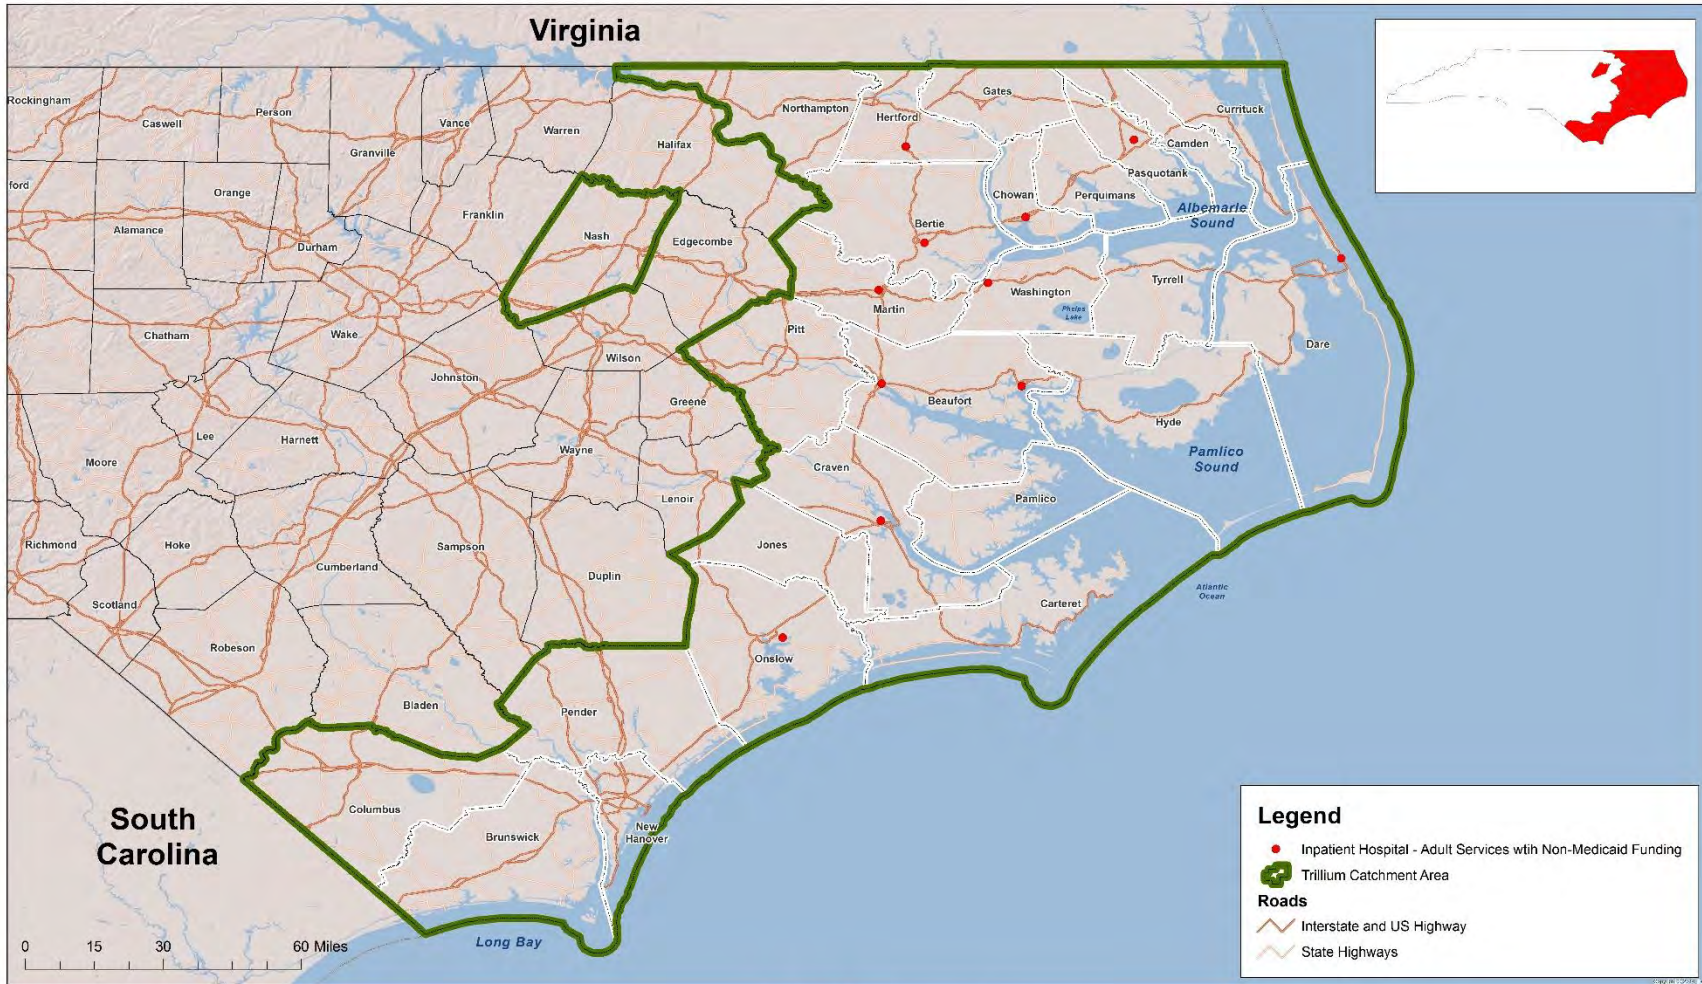 Virginia
Rockingham
Caswell
Person
Vance
Warren
Northampton
Gates
Hertford
Currituck
Granville
Halifax
Camden
Pasquotank
ford
Orange
Franklin
Chowan
Perquimans
Albemarle
Sound
Alamance
Durham
Nash
Edgecombe
Bertie
Tyrrell
Washington
Phelps
Lake
Martin
Chatham
Wake
Pitt
Dare
Wilson
Johnston
Greene
Beaufort
Hyde
Lee
Harnett
Wayne
Moore
Pamlico
Sound
Craven
Lenoir
Pamlico
Richmond
Hoke
Sampson
Jones
Cumberland
Duplin
Atlantic
Ocean
Scotland
Carteret
Robeson
Onslow
Bladen
Pender
Columbus
South
Carolina
Brunswick
New
Hanover
Long Bay
0 15 30 60 Miles
Legend
Inpatient Hospital - Adult Services wtih Non-Medicaid Funding
Trillium Catchment Area
Roads
Interstate and US Highway
State Highways